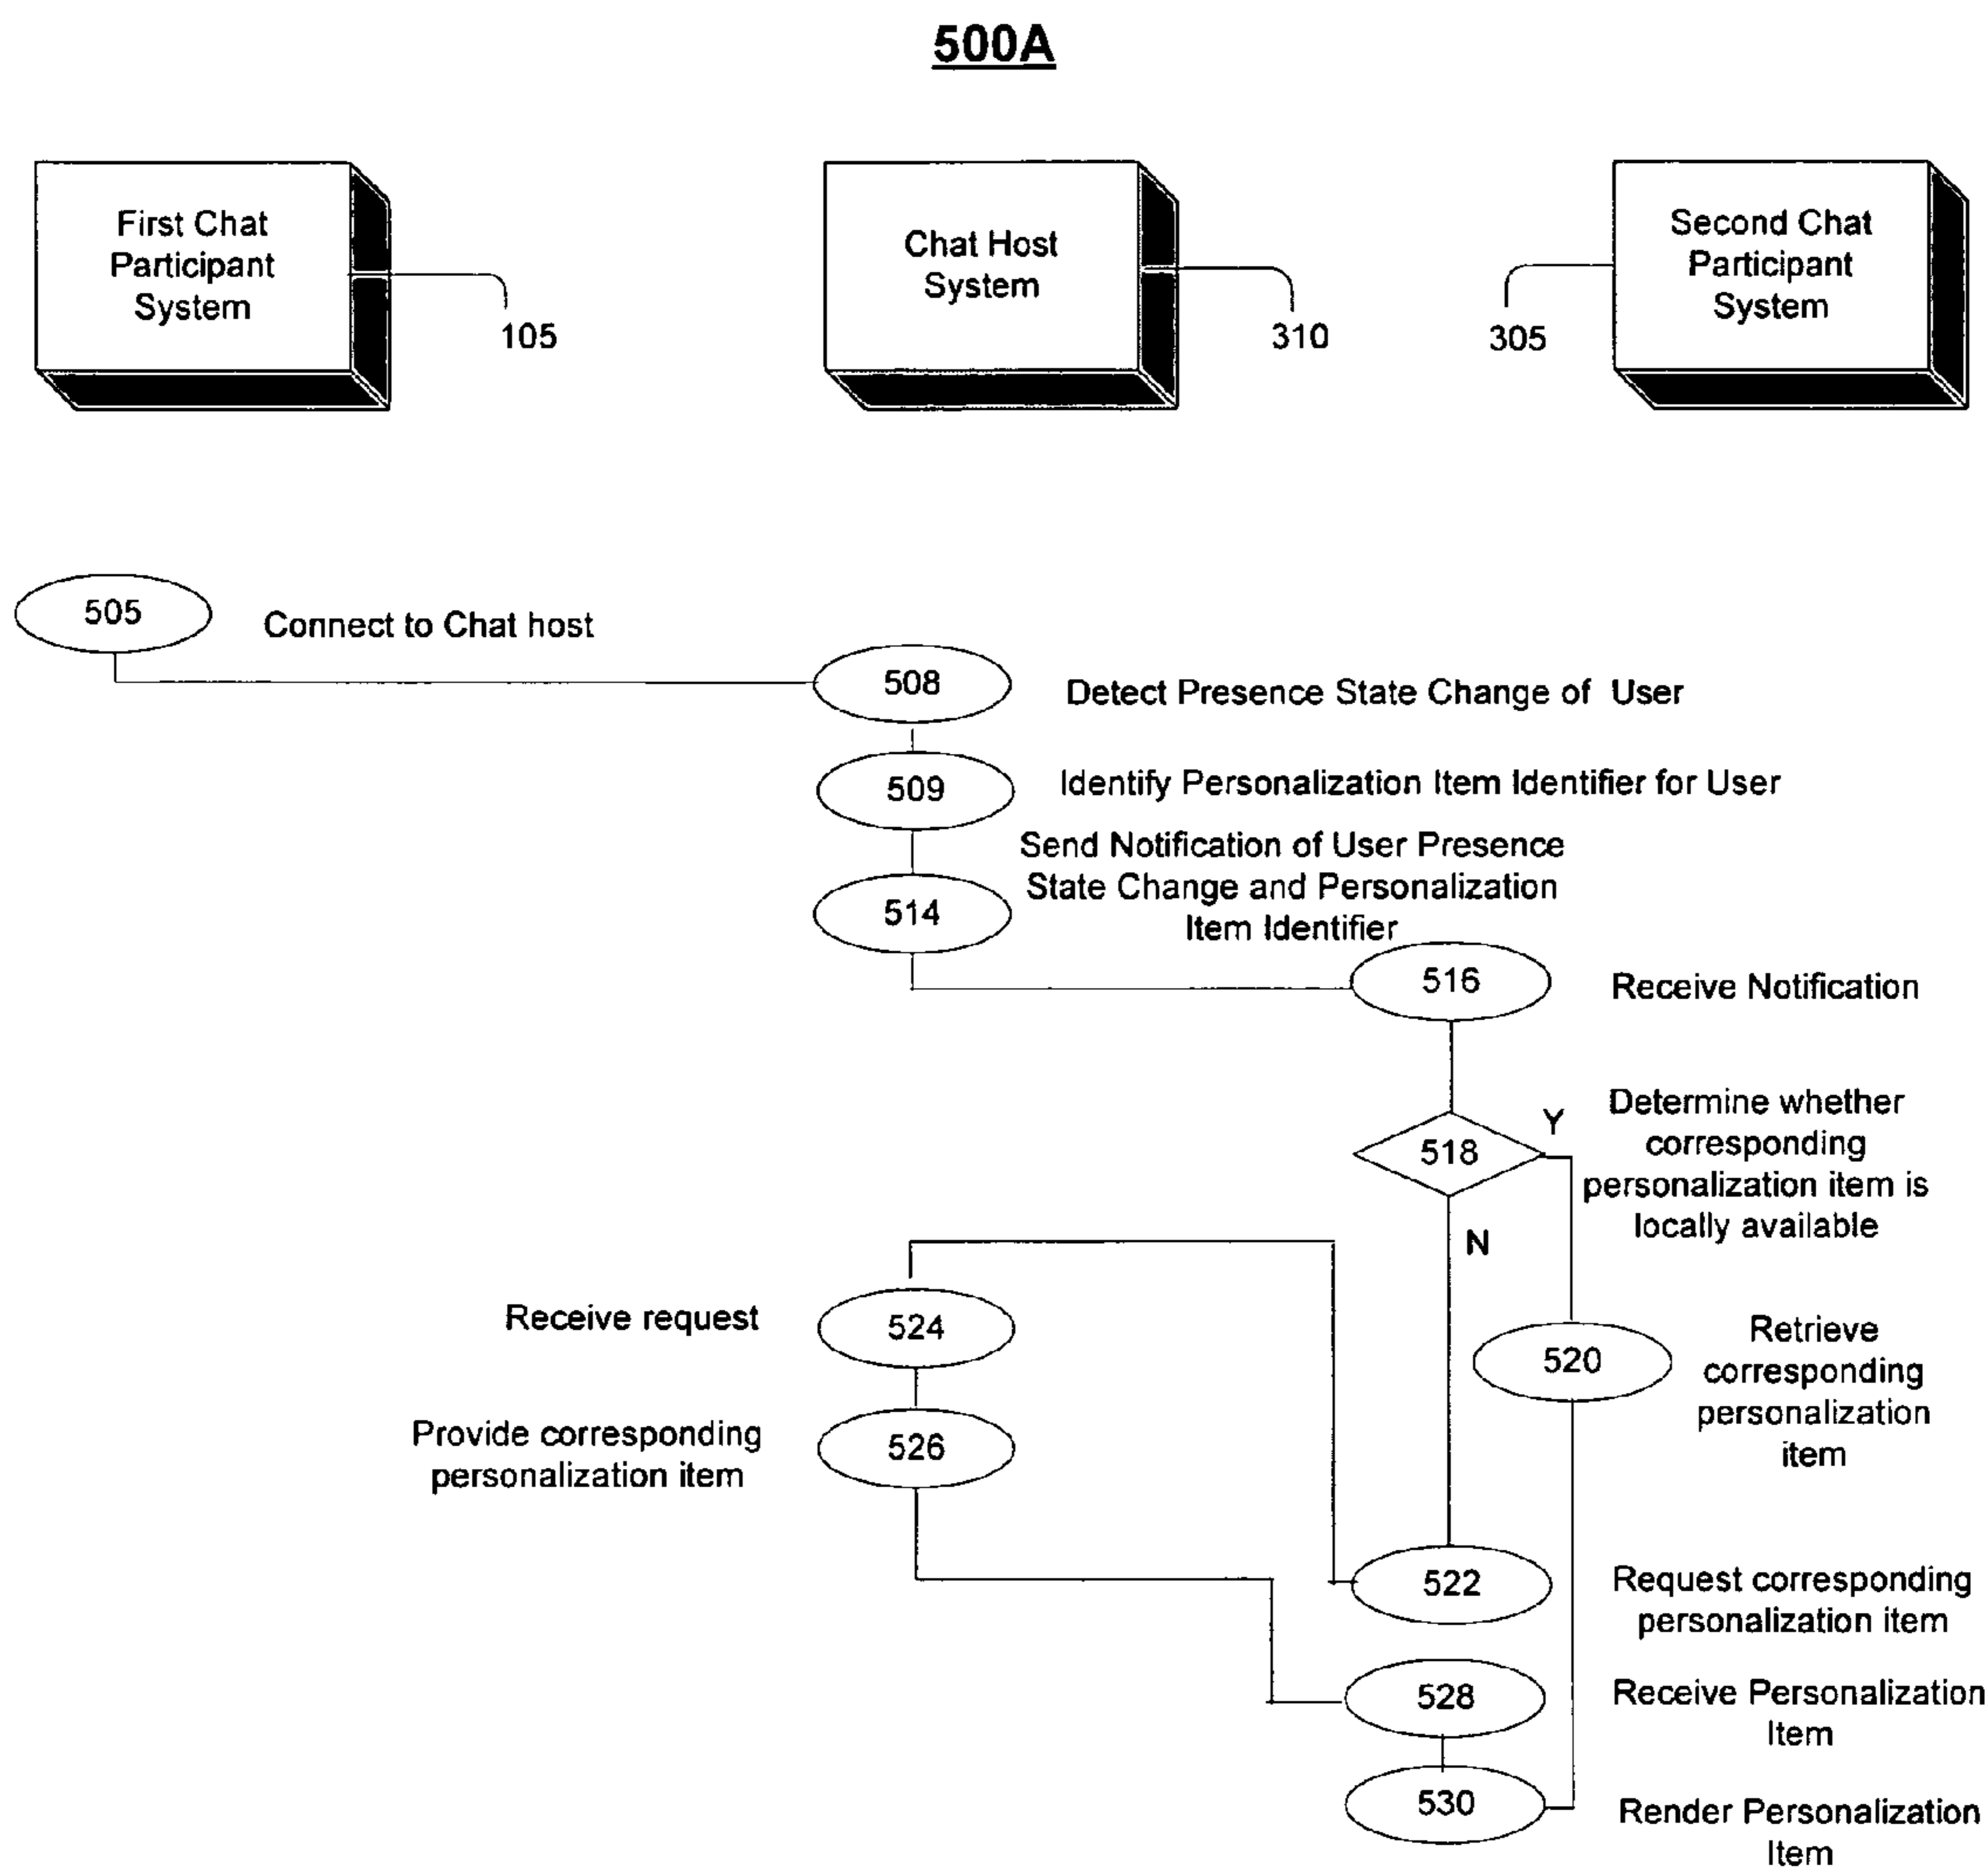 500A
First Chat
Participant
System
105
Chat Host
System
310
305
Second Chat
Participant
System
505
Connect to Chat host
508
Detect Presence State Change of User
509
Identify Personalization Item Identifier for User
514
Send Notification of User Presence
State Change and Personalization
Item Identifier
516
Receive Notification
518
Y
N
Determine whether
corresponding
personalization item is
locally available
Receive request
524
520
Retrieve
corresponding
personalization
item
Provide corresponding
personalization item
526
522
Request corresponding
personalization item
528
Receive Personalization
Item
530
Render Personalization
Item